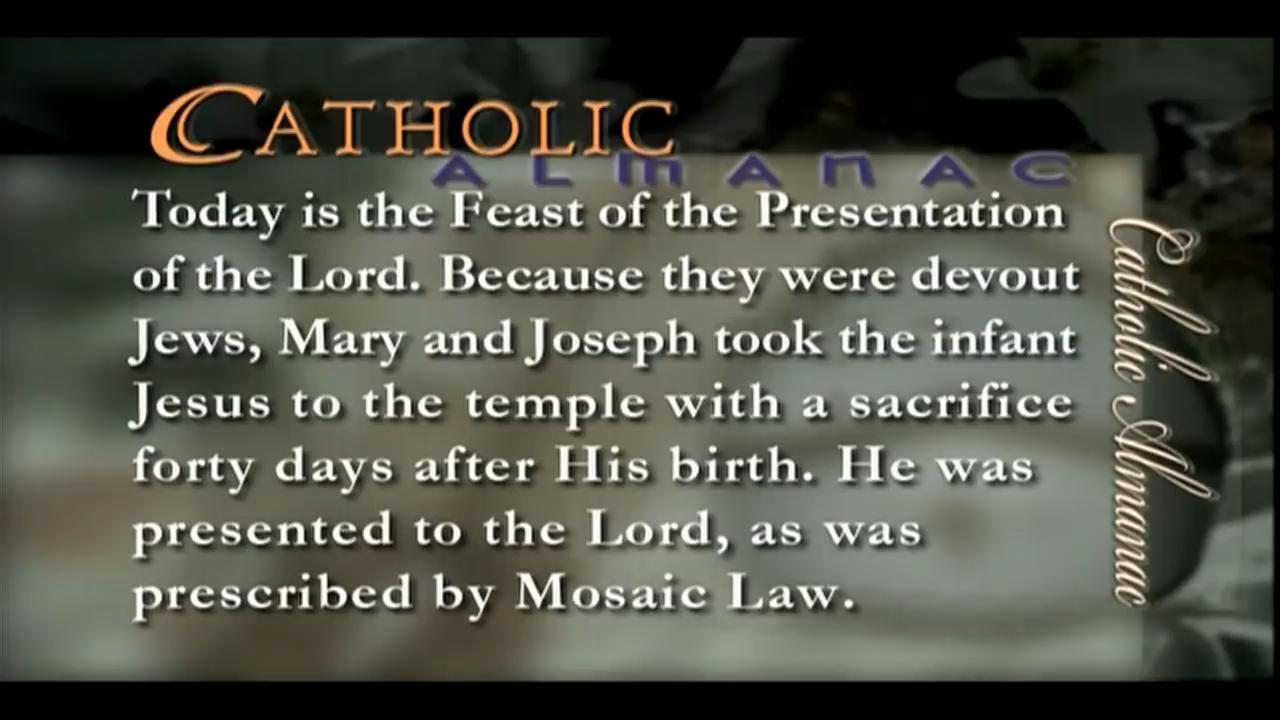 CATHOLIC
ALMANAC
Today is the Feast of the Presentation
of the Lord. Because they were devout
Jews, Mary and Joseph took the infant
Jesus to the temple with a sacrifice
forty days after His birth. He was
presented to the Lord, as was
prescribed by Mosaic Law.
Catholic Almanac